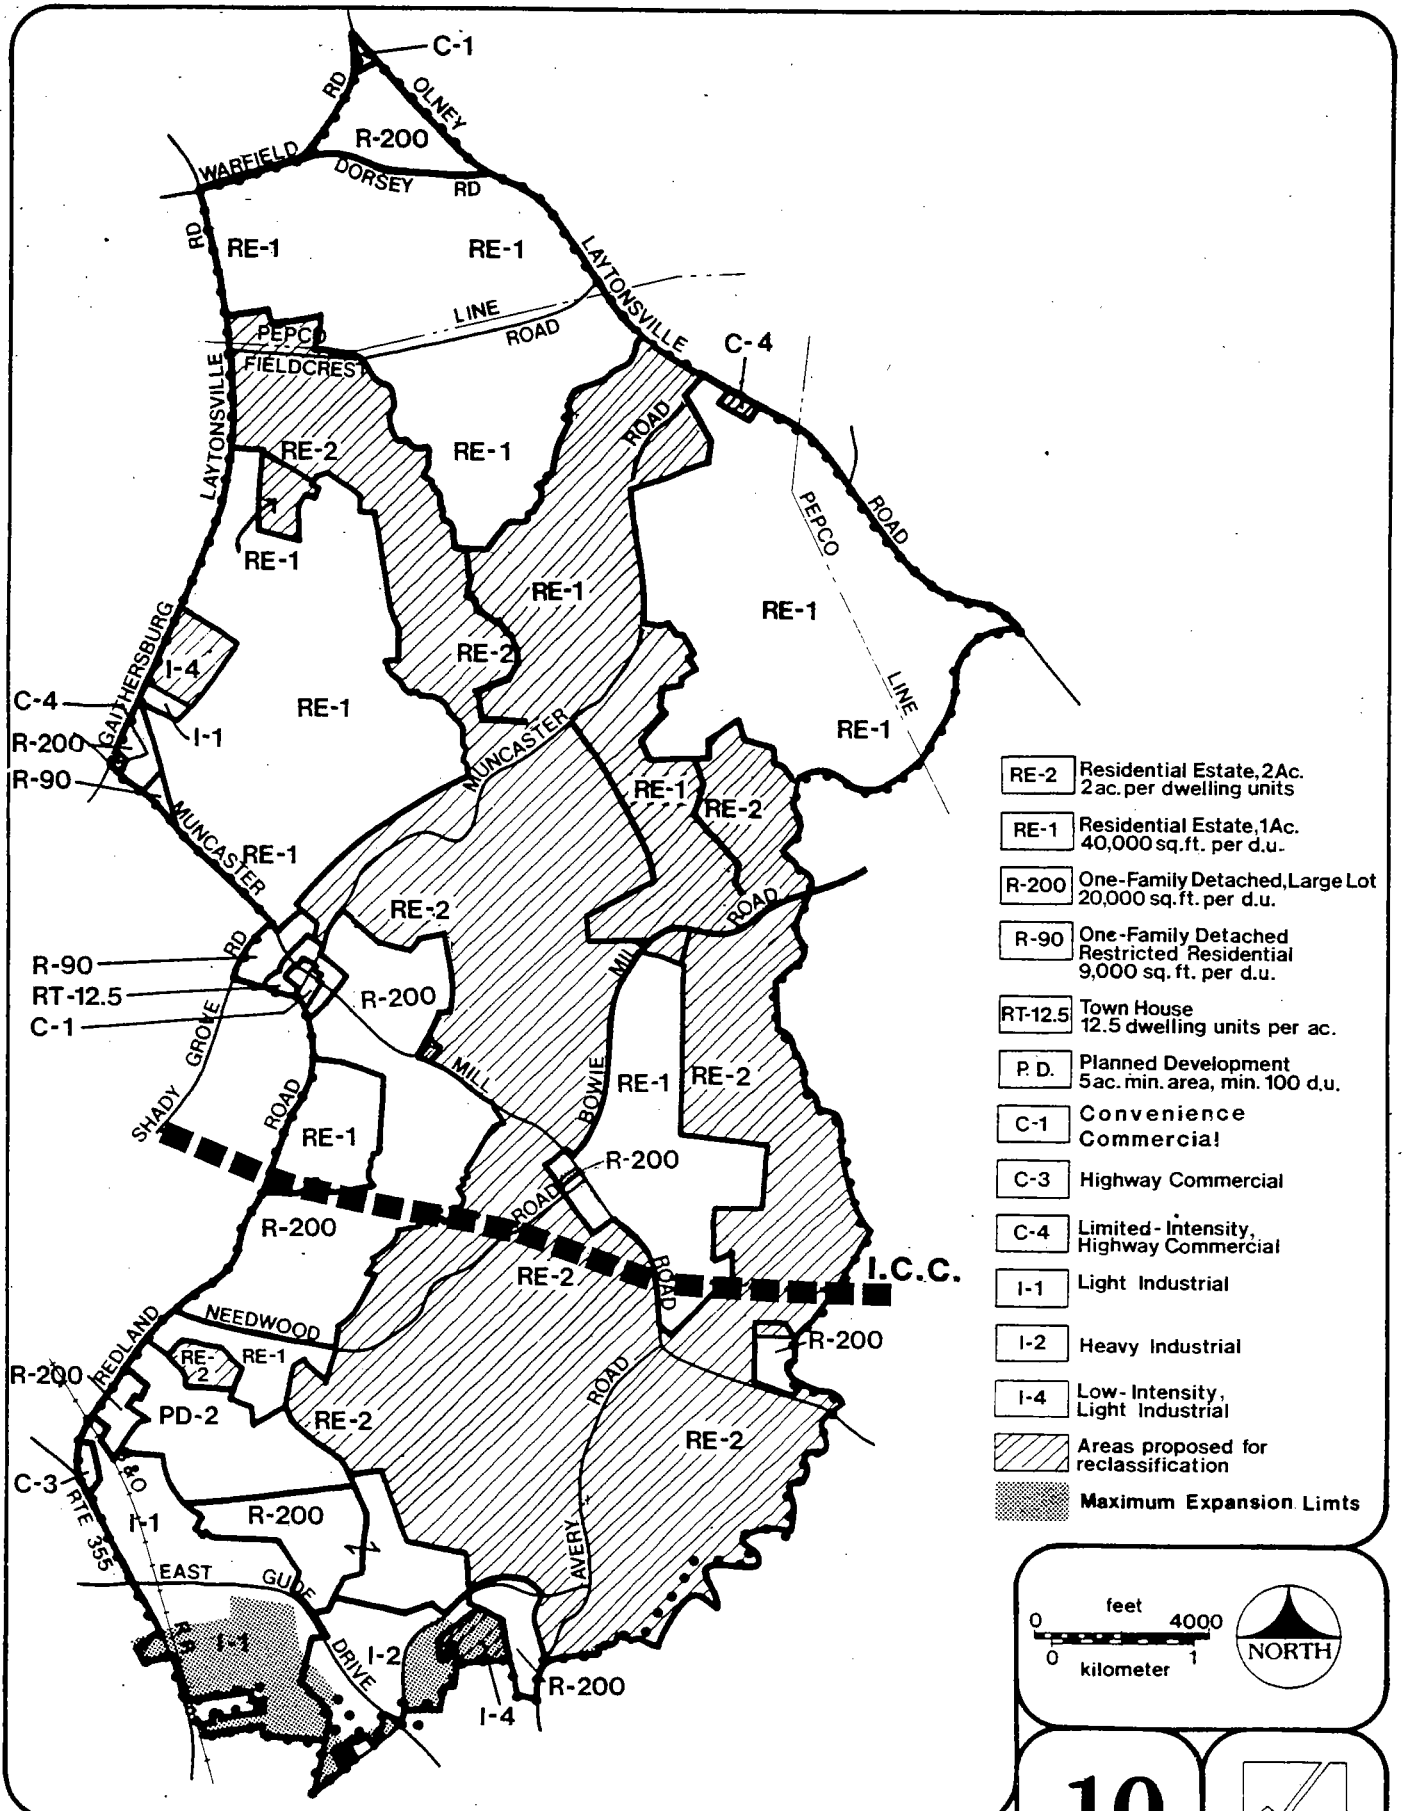 C-1
RD
OLNEY
R-200
WARFIELD
DORSEY
RD
RD
RE-1
RE-1
LAYTONSVILLE
LINE
ROAD
PEPCO
FIELDCREST
C-4
LAYTONSVILLE
ROAD
RE-2
RE-1
PEPCO
ROAD
RE-1
RE-1
RE-1
GAITHERSBURG
RE-2
I-4
LINE
C-4
RE-1
RE-1
R-200
I-1
MUNCASTER
R-90
RE-1
RE-2
MUNCASTER
RE-1
RE-2
ROAD
RD
MILL
R-90
RT-12.5
R-200
C-1
GROVE
MILL
RE-1
RE-2
BOWIE
SHADY
ROAD
RE-1
R-200
ROAD
R-200
RE-2
ROAD
I.C.C.
NEEDWOOD
REDLAND
RE-
2
RE-1
R-200
R-200
ROAD
PD-2
RE-2
RE-2
B&O
C-3
RTE 355
I-1
R-200
AVERY
EAST
GUDE
R.R.
I-1
DRIVE
I-2
R-200
I-4
RE-2
Residential Estate, 2Ac.
2ac. per dwelling units
RE-1
Residential Estate, 1Ac.
40,000 sq. ft. per d.u.
R-200
One-Family Detached, Large Lot
20,000 sq. ft. per d.u.
R-90
One-Family Detached
Restricted Residential
9,000 sq. ft. per d.u.
RT-12.5
Town House
12.5 dwelling units per ac.
P.D.
Planned Development
5ac. min. area, min. 100 d.u.
C-1
Convenience
Commercial
C-3
Highway Commercial
C-4
Limited-Intensity,
Highway Commercial
I-1
Light Industrial
I-2
Heavy Industrial
I-4
Low-Intensity,
Light Industrial
Areas proposed for
reclassification
Maximum Expansion Limts
feet
0 4000
0 1
kilometer
NORTH
10